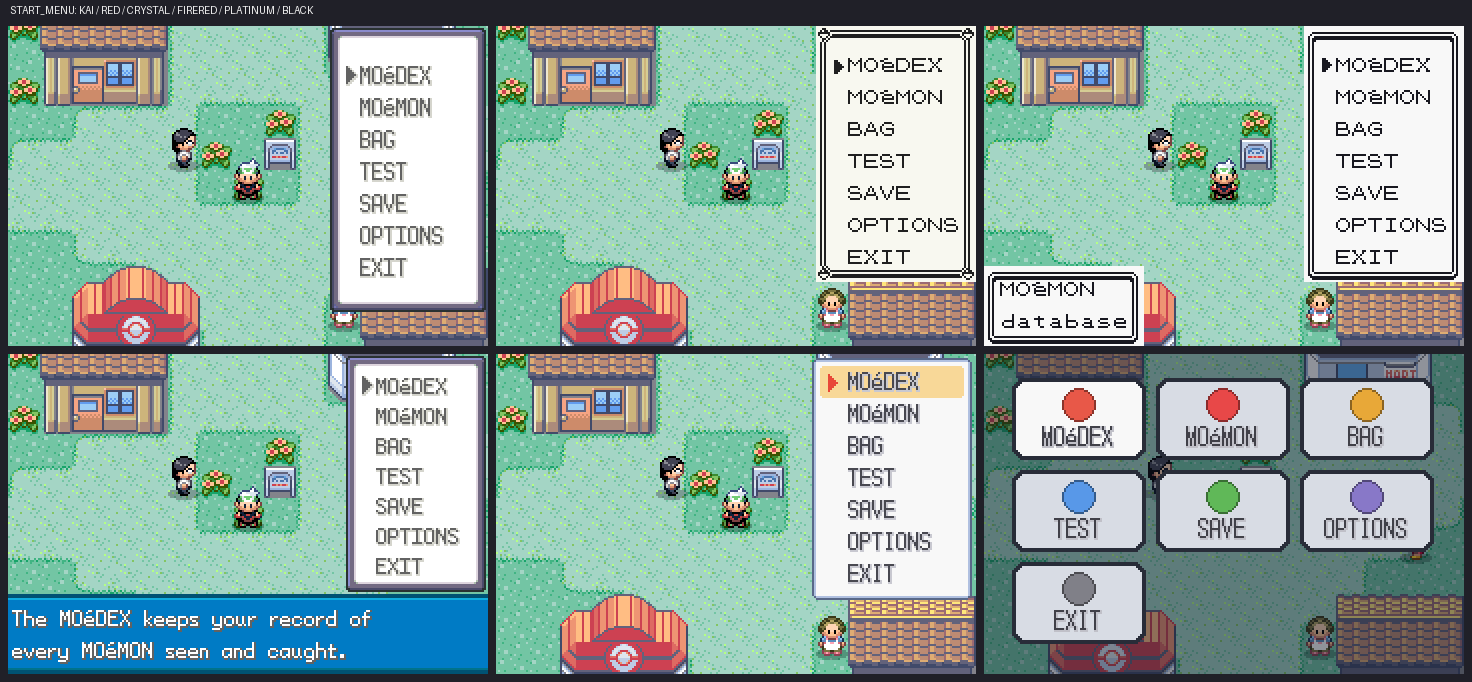 START_MENU: KAI / RED / CRYSTAL / FIRERED / PLATINUM / BLACK
▶MOéDEX
MOéMON
BAG
TEST
SAVE
OPTIONS
EXIT
▶MOéDEX
MOéMON
BAG
TEST
SAVE
OPTIONS
EXIT
▶MOéDEX
MOéMON
BAG
TEST
SAVE
OPTIONS
EXIT
MOéMON
database
▶MOéDEX
MOéMON
BAG
TEST
SAVE
OPTIONS
EXIT
The MOéDEX keeps your record of
every MOéMON seen and caught.
▶MOéDEX
MOéMON
BAG
TEST
SAVE
OPTIONS
EXIT
MART
MOéDEX MOéMON BAG
TEST SAVE OPTIONS
EXIT